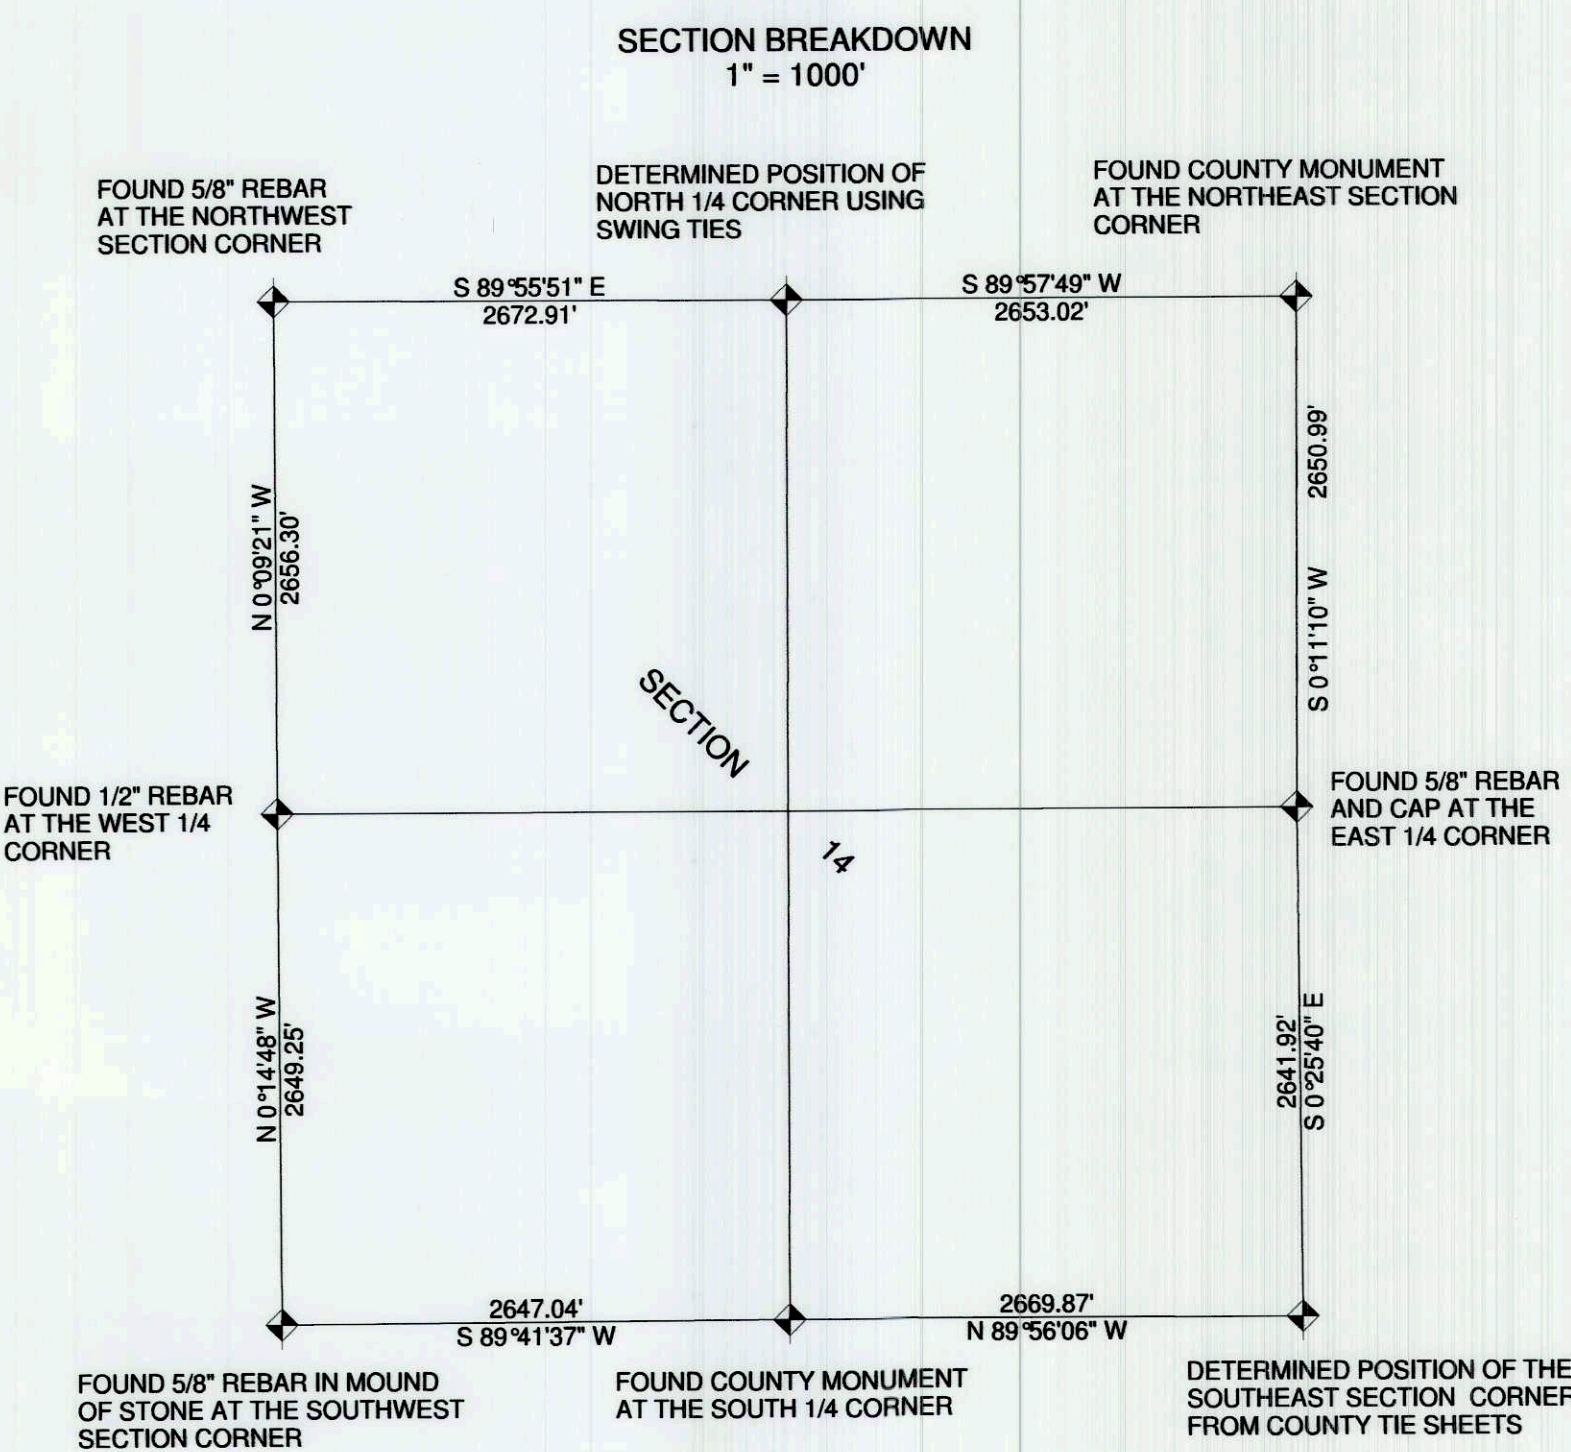 SECTION BREAKDOWN
1" = 1000'
FOUND 5/8" REBAR
AT THE NORTHWEST
SECTION CORNER
DETERMINED POSITION OF
NORTH 1/4 CORNER USING
SWING TIES
FOUND COUNTY MONUMENT
AT THE NORTHEAST SECTION
CORNER
S 89°55'51" E
2672.91'
S 89°57'49" W
2653.02'
N 0°09'21" W
2656.30'
2650.99'
S 0°11'10" W
SECTION
14
FOUND 1/2" REBAR
AT THE WEST 1/4
CORNER
FOUND 5/8" REBAR
AND CAP AT THE
EAST 1/4 CORNER
N 0°14'48" W
2649.25'
2641.92'
S 0°25'40" E
2647.04'
S 89°41'37" W
2669.87'
N 89°56'06" W
FOUND 5/8" REBAR IN MOUND
OF STONE AT THE SOUTHWEST
SECTION CORNER
FOUND COUNTY MONUMENT
AT THE SOUTH 1/4 CORNER
DETERMINED POSITION OF THE
SOUTHEAST SECTION CORNER
FROM COUNTY TIE SHEETS